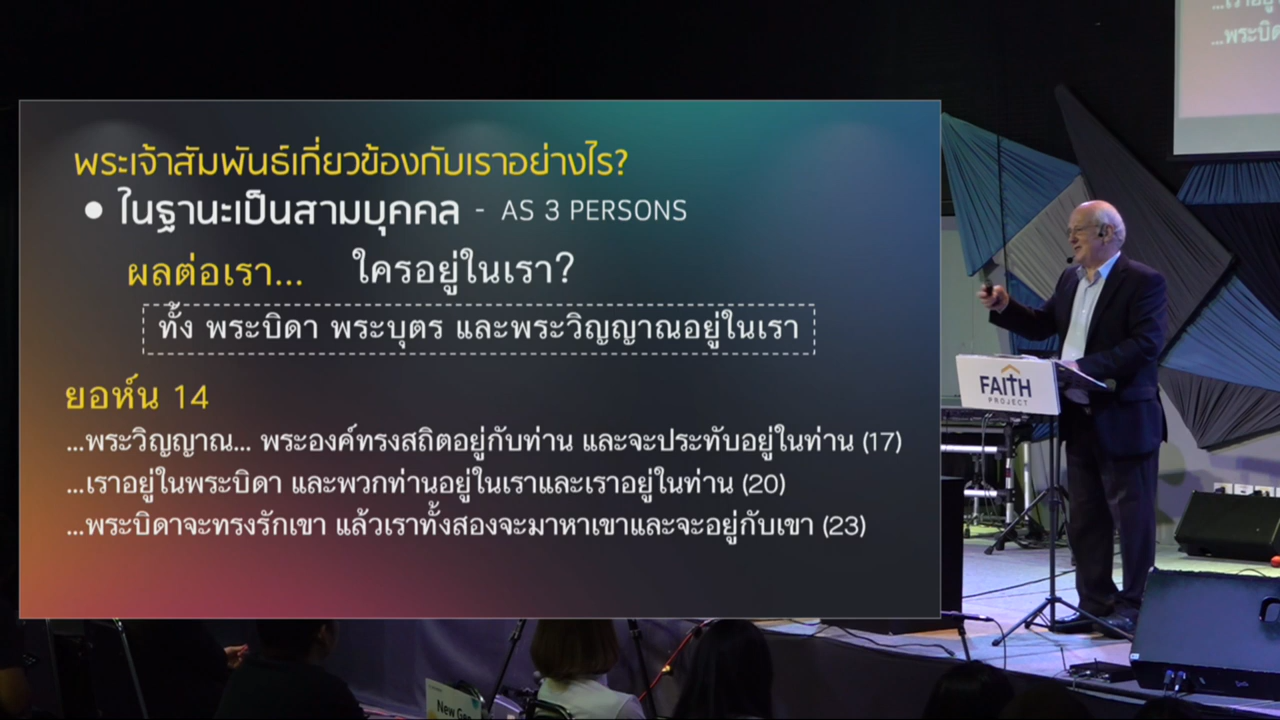 พระเจ้าสัมพันธ์เกี่ยวข้องกับเราอย่างไร?
● ในฐานะเป็นสามบุคคล - AS 3 PERSONS
ผลต่อเรา... ใครอยู่ในเรา?
ทั้ง พระบิดา พระบุตร และพระวิญญาณอยู่ในเรา
ยอห์น 14
...พระวิญญาณ... พระองค์ทรงสถิตอยู่กับท่าน และจะประทับอยู่ในท่าน (17)
...เราอยู่ในพระบิดา และพวกท่านอยู่ในเราและเราอยู่ในท่าน (20)
...พระบิดาจะทรงรักเขา แล้วเราทั้งสองจะมาหาเขาและจะอยู่กับเขา (23)
FAITH
PROJECT
New